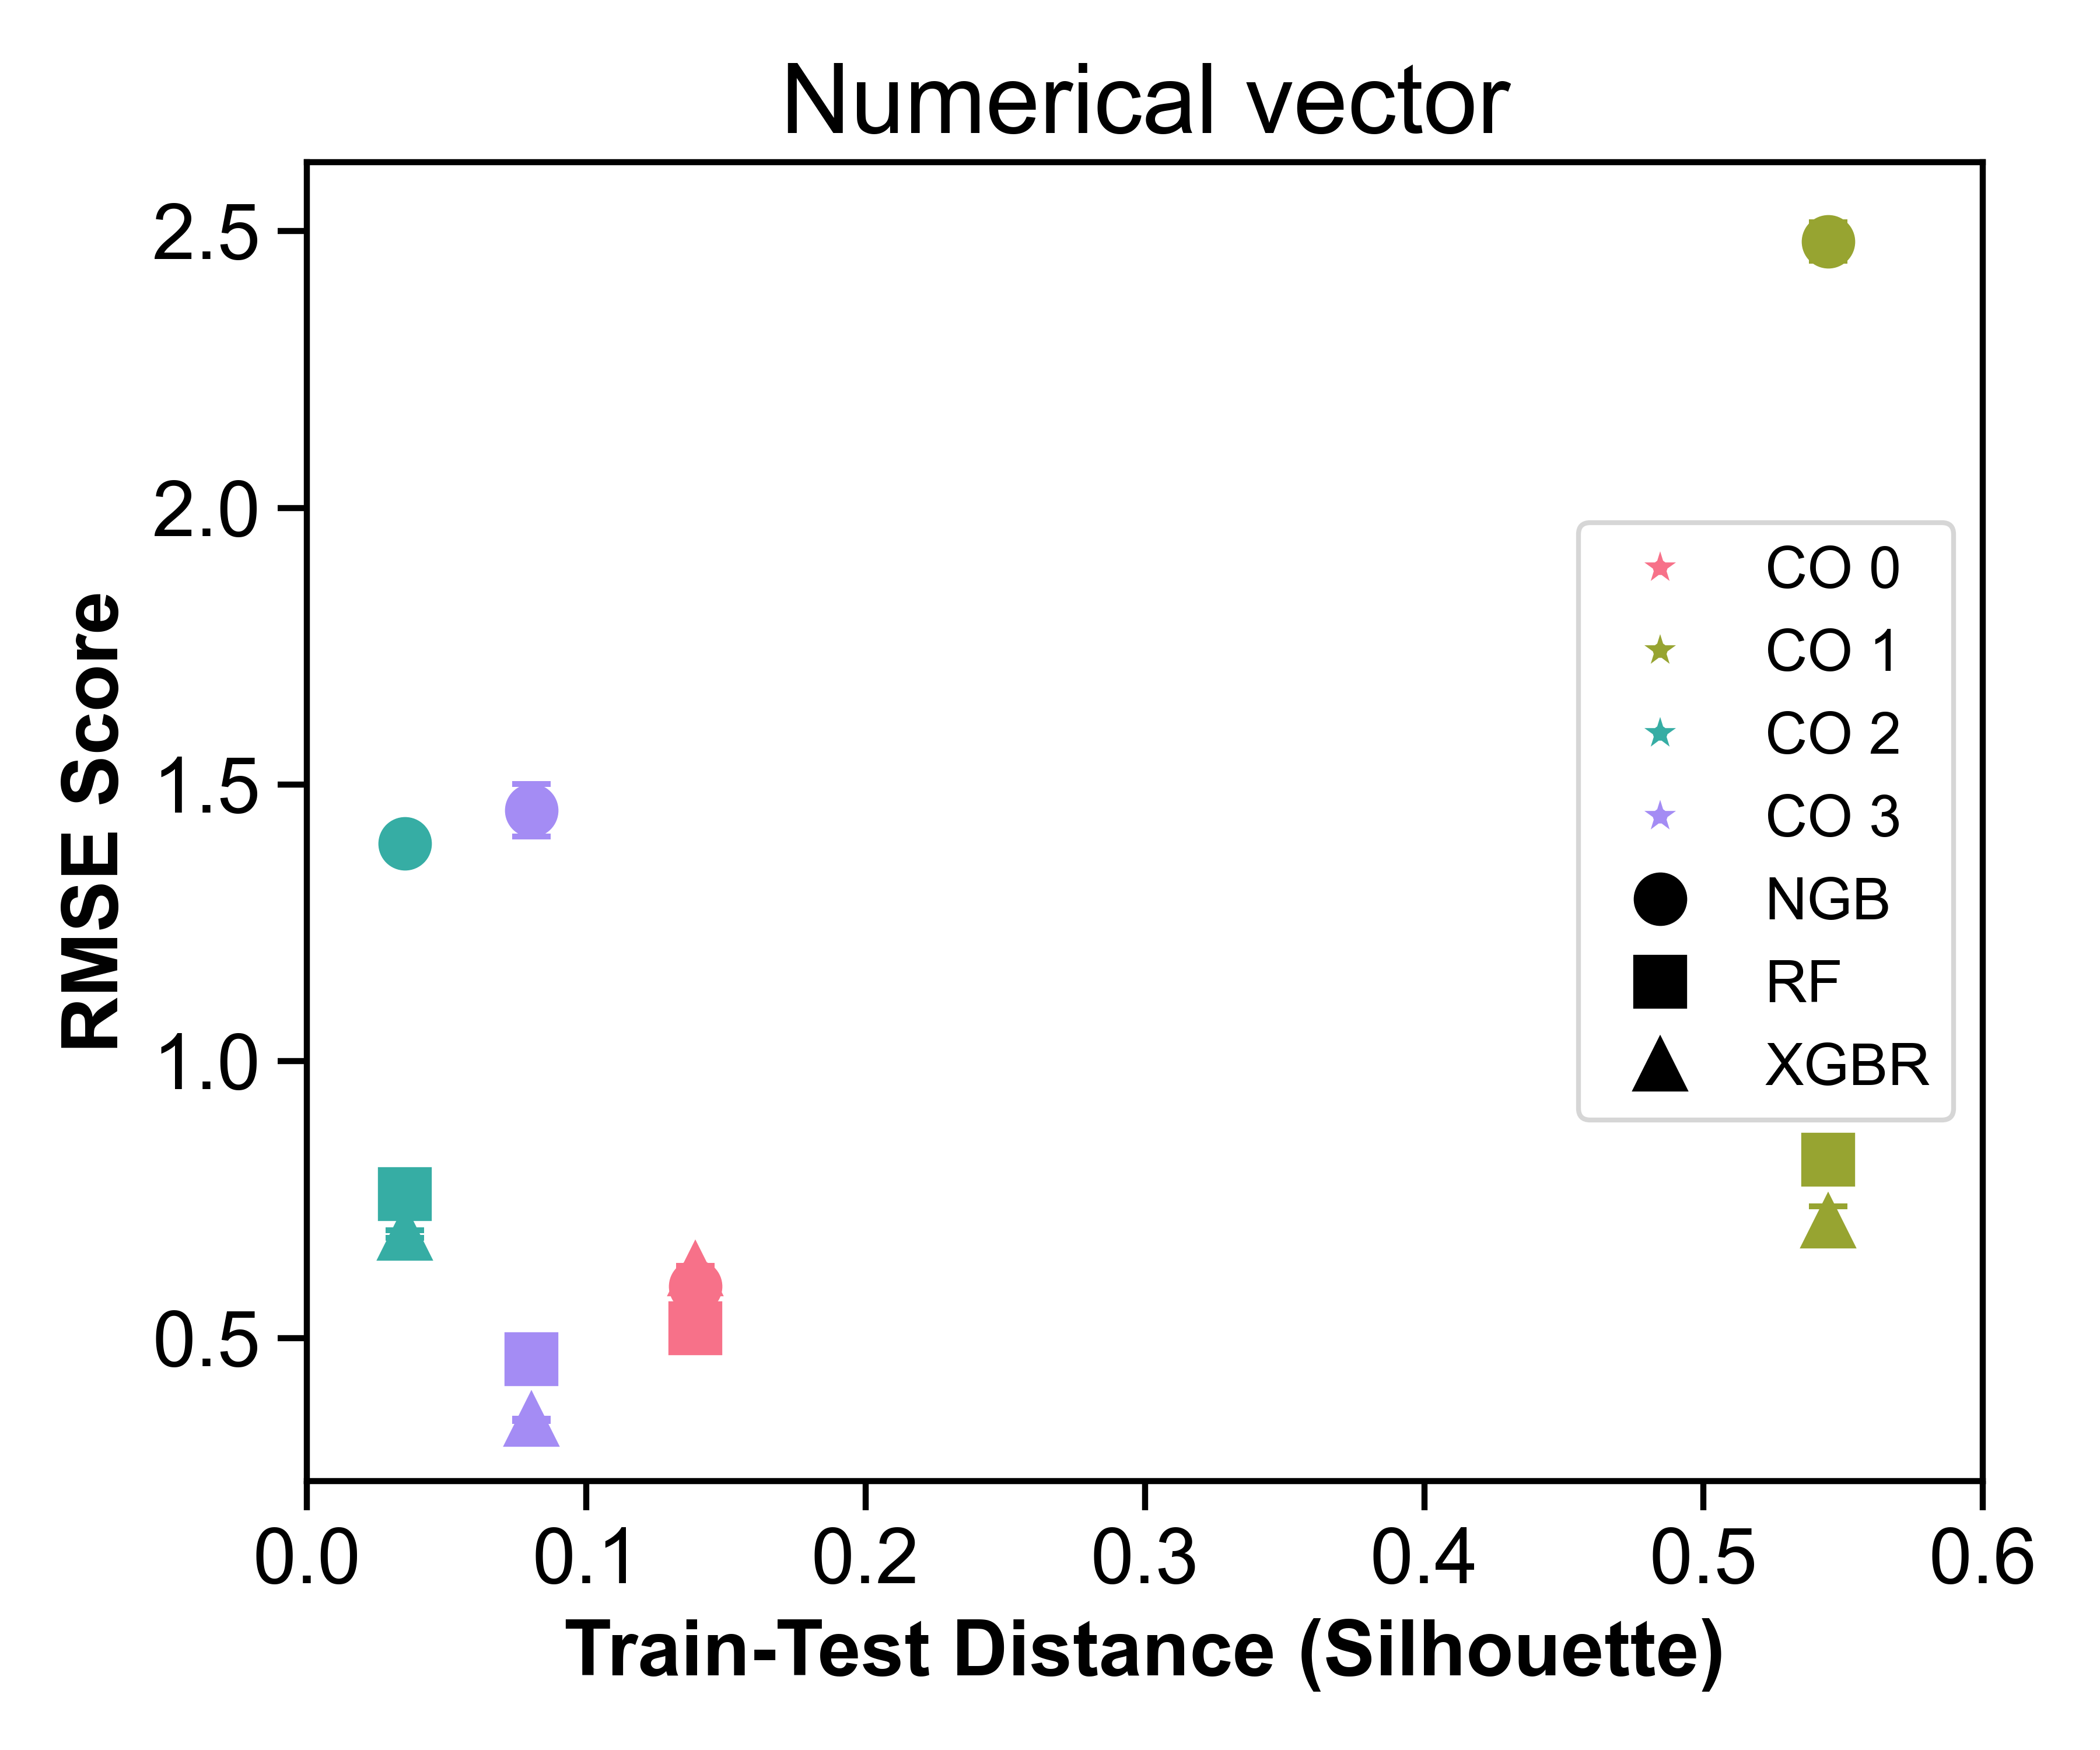 Numerical vector
2.5
2.0
1.5
1.0
0.5
RMSE Score
CO 0
CO 1
CO 2
CO 3
NGB
RF
XGBR
0.0 0.1 0.2 0.3 0.4 0.5 0.6
Train-Test Distance (Silhouette)